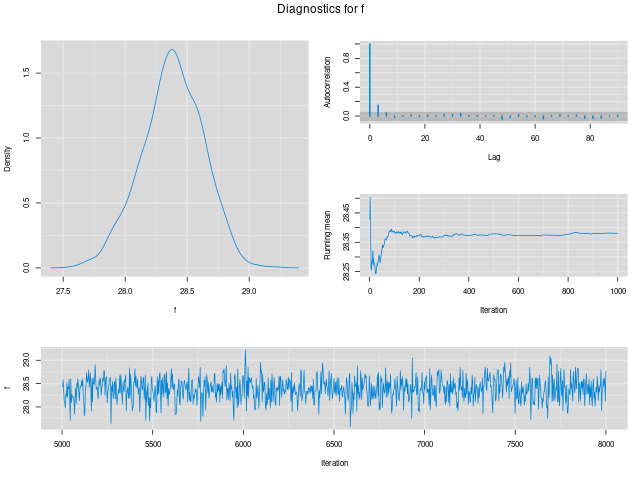 Diagnostics for f
Density
0.0 0.5 1.0 1.5
27.5 28.0 28.5 29.0
f
Autocorrelation
0.0 0.4 0.8
0 20 40 60 80
Lag
Running mean
28.25 28.35 28.45
0 200 400 600 800 1000
Iteration
f
28.0 28.5 29.0
5000 5500 6000 6500 7000 7500 8000
Iteration